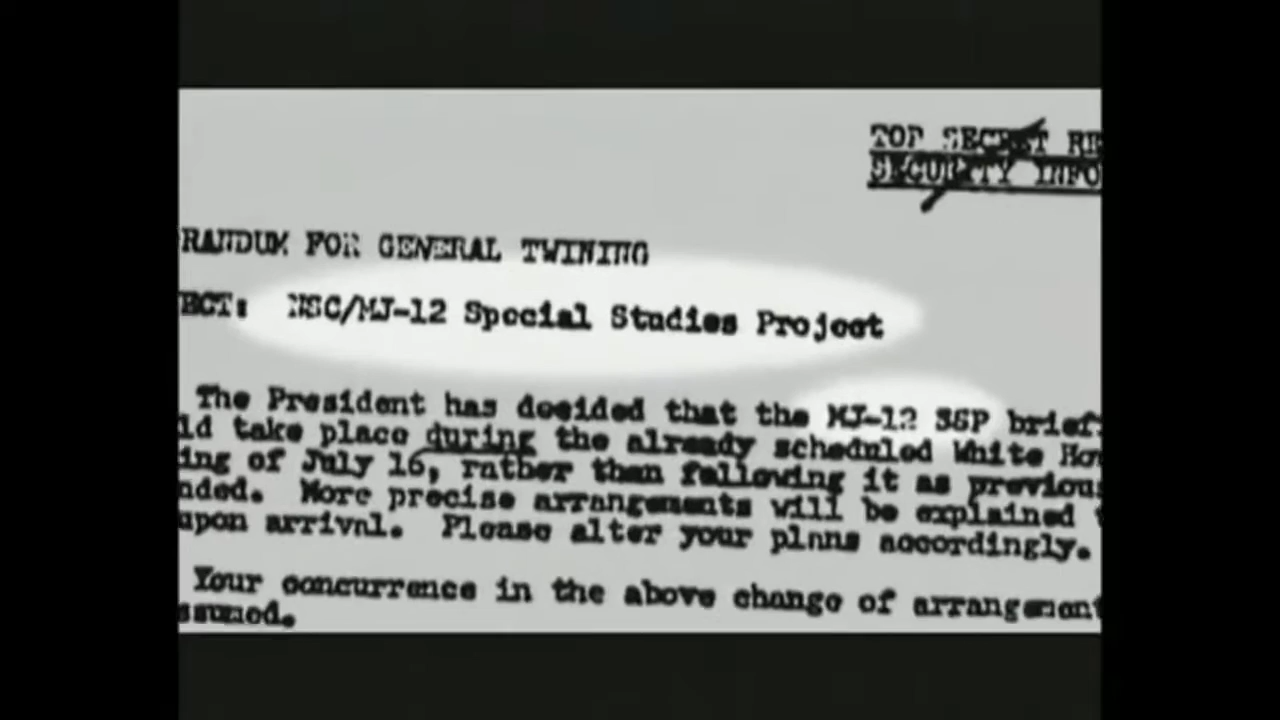 TOP SECRET RE
SECURITY INFO
RANDUM FOR GENERAL TWINING
ECT: NSC/MJ-12 Special Studies Project
The President has decided that the MJ-12 SSP brief
ld take place during the already scheduled White Hou
ing of July 16, rather than following it as previous
nded. More precise arrangements will be explained t
upon arrival. Please alter your plans accordingly.
Your concurrence in the above change of arrangement
ssumed.